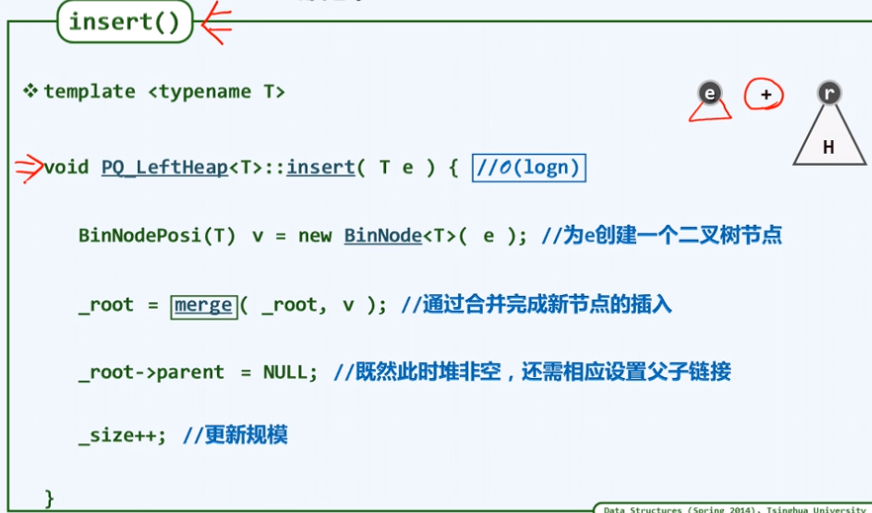 insert()
❖ template <typename T>
e + r
H
void PQ_LeftHeap<T>::insert( T e ) { //O(logn)
BinNodePosi(T) v = new BinNode<T>( e ); //为e创建一个二叉树节点
_root = merge( _root, v ); //通过合并完成新节点的插入
_root->parent = NULL; //既然此时堆非空，还需相应设置父子链接
_size++; //更新规模
}
Data Structures (Spring 2014), Tsinghua University